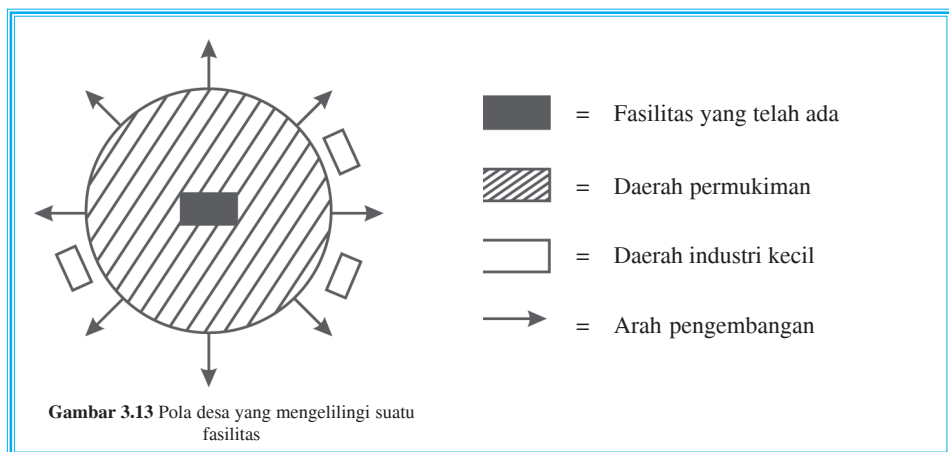 = Fasilitas yang telah ada
= Daerah permukiman
= Daerah industri kecil
= Arah pengembangan
Gambar 3.13 Pola desa yang mengelilingi suatu
fasilitas